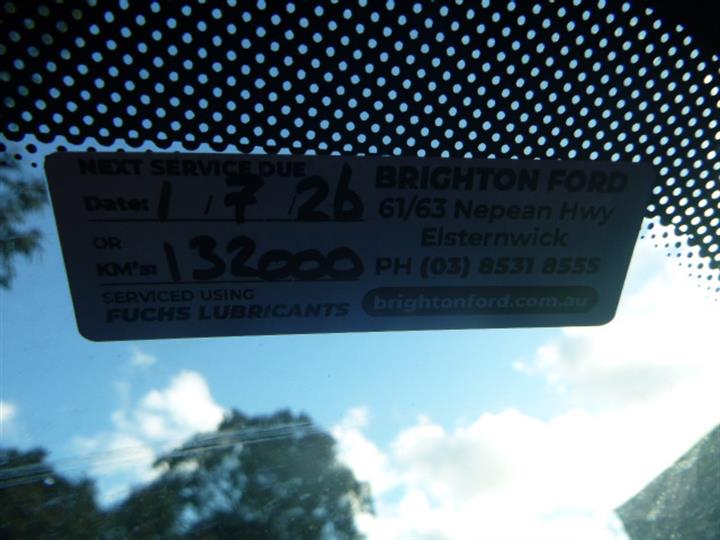 NEXT SERVICE DUE
Date: 1 / 7 / 26
OR
KM's: 132000
SERVICED USING
FUCHS LUBRICANTS
BRIGHTON FORD
61/63 Nepean Hwy
Elsternwick
PH (03) 8531 8555
brightonford.com.au